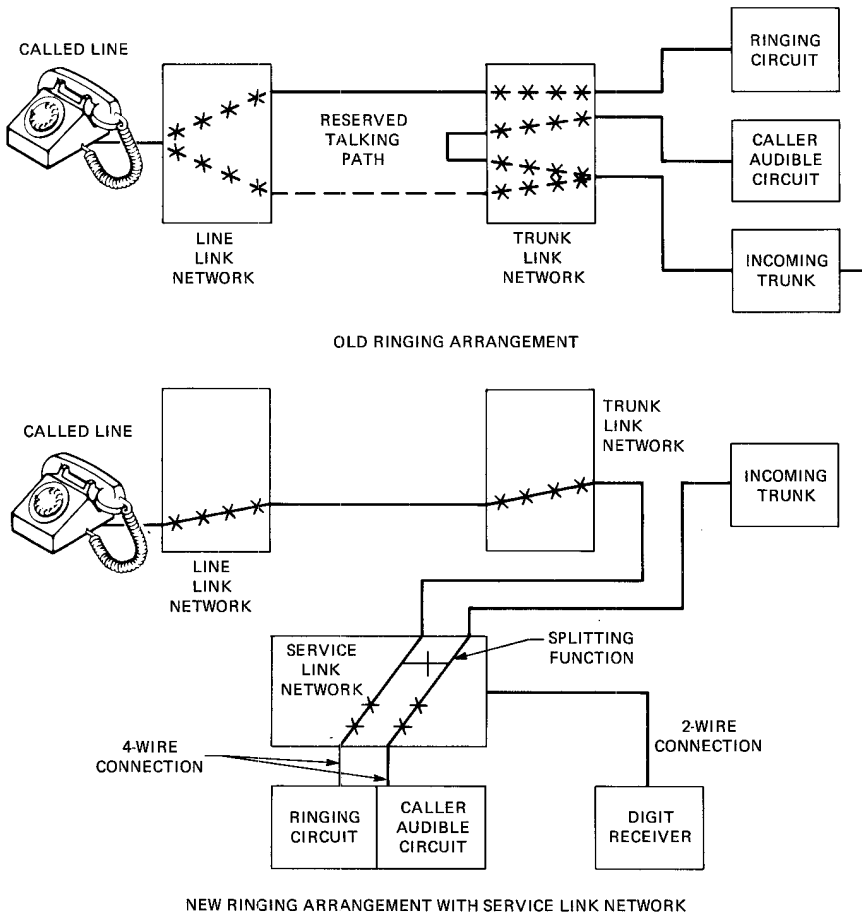 CALLED LINE
RINGING
CIRCUIT
RESERVED
TALKING
PATH
CALLER
AUDIBLE
CIRCUIT
LINE
LINK
NETWORK
TRUNK
LINK
NETWORK
INCOMING
TRUNK
OLD RINGING ARRANGEMENT
CALLED LINE
TRUNK
LINK
NETWORK
INCOMING
TRUNK
LINE
LINK
NETWORK
SERVICE
LINK
NETWORK
SPLITTING
FUNCTION
4-WIRE
CONNECTION
2-WIRE
CONNECTION
RINGING
CIRCUIT
CALLER
AUDIBLE
CIRCUIT
DIGIT
RECEIVER
NEW RINGING ARRANGEMENT WITH SERVICE LINK NETWORK